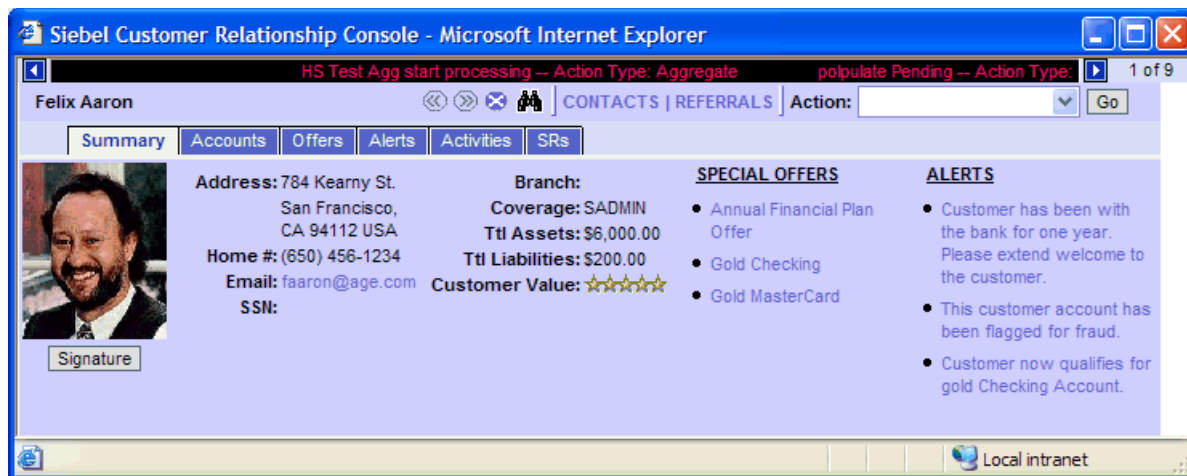 Siebel Customer Relationship Console - Microsoft Internet Explorer
HS Test Agg start processing -- Action Type: Aggregate polpulate Pending -- Action Type: 1 of 9
Felix Aaron CONTACTS | REFERRALS Action: Go
Summary Accounts Offers Alerts Activities SRs
Address: 784 Kearny St.
San Francisco,
CA 94112 USA
Home #: (650) 456-1234
Email: faaron@age.com
SSN:
Signature
Branch:
Coverage: SADMIN
Ttl Assets: $6,000.00
Ttl Liabilities: $200.00
Customer Value:
SPECIAL OFFERS
Annual Financial Plan
Offer
Gold Checking
Gold MasterCard
ALERTS
Customer has been with
the bank for one year.
Please extend welcome to
the customer.
This customer account has
been flagged for fraud.
Customer now qualifies for
gold Checking Account.
Local intranet